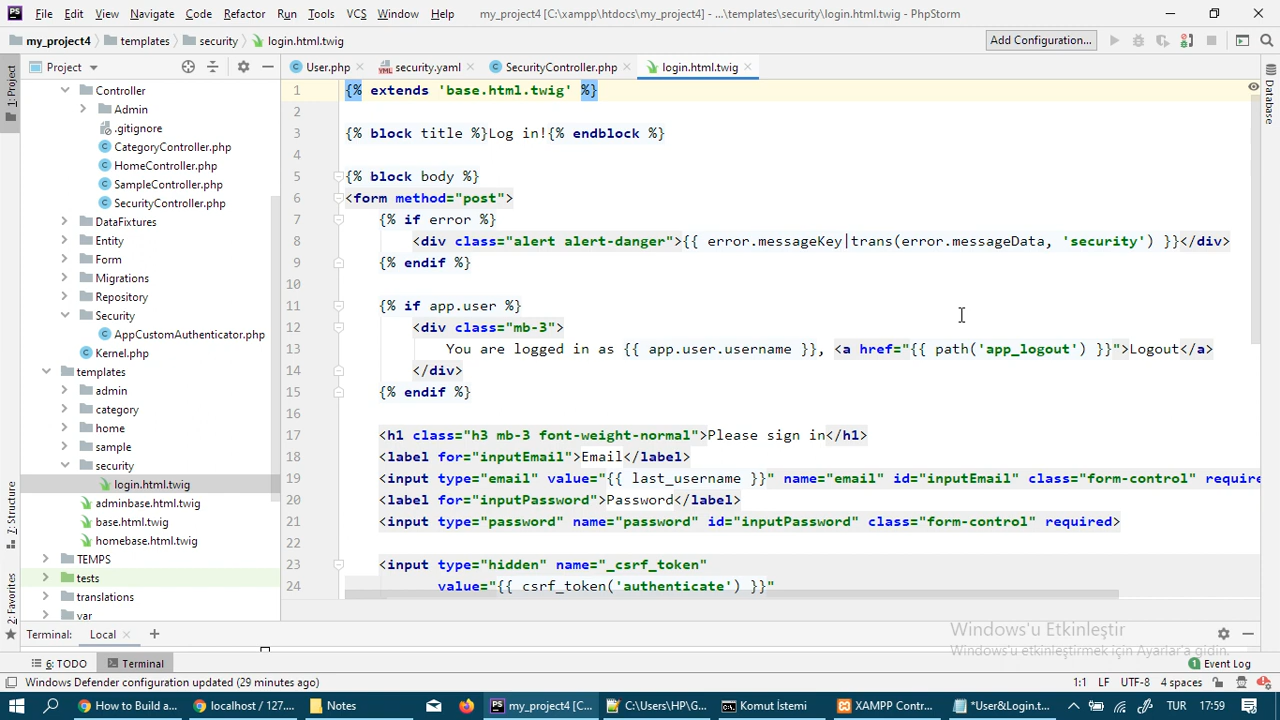 PS File Edit View Navigate Code Refactor Run Tools VCS Window Help my_project4 [C:\xampp\htdocs\my_project4] - ...\templates\security\login.html.twig - PhpStorm
my_project4 templates security login.html.twig Add Configuration...
Project User.php security.yaml SecurityController.php login.html.twig
1: Project
Database
Controller
Admin
.gitignore
CategoryController.php
HomeController.php
SampleController.php
SecurityController.php
DataFixtures
Entity
Form
Migrations
Repository
Security
AppCustomAuthenticator.php
Kernel.php
templates
admin
category
home
sample
security
login.html.twig
adminbase.html.twig
base.html.twig
homebase.html.twig
TEMPS
tests
translations
var
Z: Structure
2: Favorites
1 {% extends 'base.html.twig' %}
2
3 {% block title %}Log in!{% endblock %}
4
5 {% block body %}
6 <form method="post">
7 {% if error %}
8 <div class="alert alert-danger">{{ error.messageKey|trans(error.messageData, 'security') }}</div>
9 {% endif %}
10
11 {% if app.user %}
12 <div class="mb-3">
13 You are logged in as {{ app.user.username }}, <a href="{{ path('app_logout') }}">Logout</a>
14 </div>
15 {% endif %}
16
17 <h1 class="h3 mb-3 font-weight-normal">Please sign in</h1>
18 <label for="inputEmail">Email</label>
19 <input type="email" value="{{ last_username }}" name="email" id="inputEmail" class="form-control" require
20 <label for="inputPassword">Password</label>
21 <input type="password" name="password" id="inputPassword" class="form-control" required>
22
23 <input type="hidden" name="_csrf_token"
24 value="{{ csrf_token('authenticate') }}"
Terminal: Local
Windows'u Etkinleştir
Windows'u etkinleştirmek için Ayarlar'a gidin.
6: TODO Terminal 1 Event Log
Windows Defender configuration updated (29 minutes ago) 1:1 LF UTF-8 4 spaces
How to Build a... localhost / 127.... Notes my_project4 [C... C:\Users\HP\G... Komut İstemi XAMPP Contr... *User&Login.t... TUR 17:59